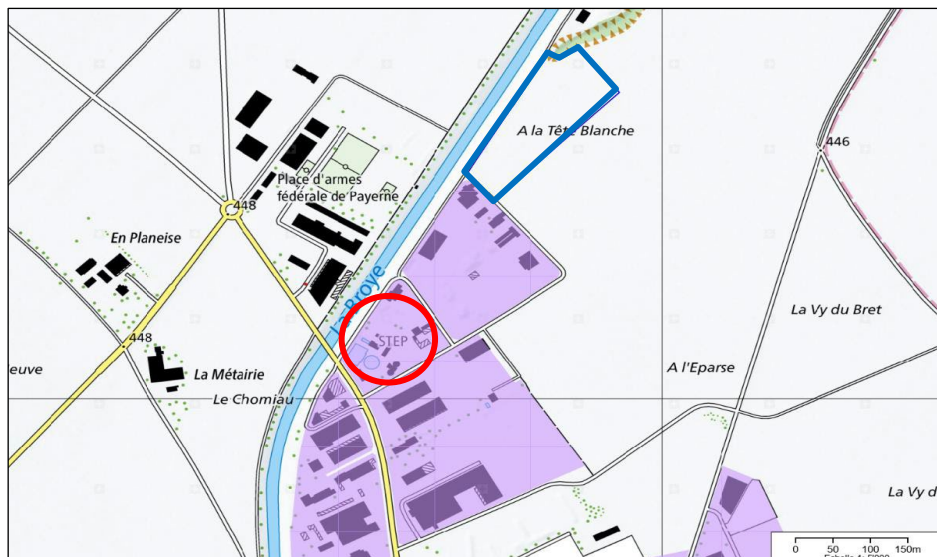 A la Tête Blanche
446
Place d'armes
fédérale de Payerne
448
En Planeise
La Broye
La Vy du Bret
STEP
448
euve
La Métairie
A l'Eparse
Le Chomiau
La Vy d
0 50 100 150m